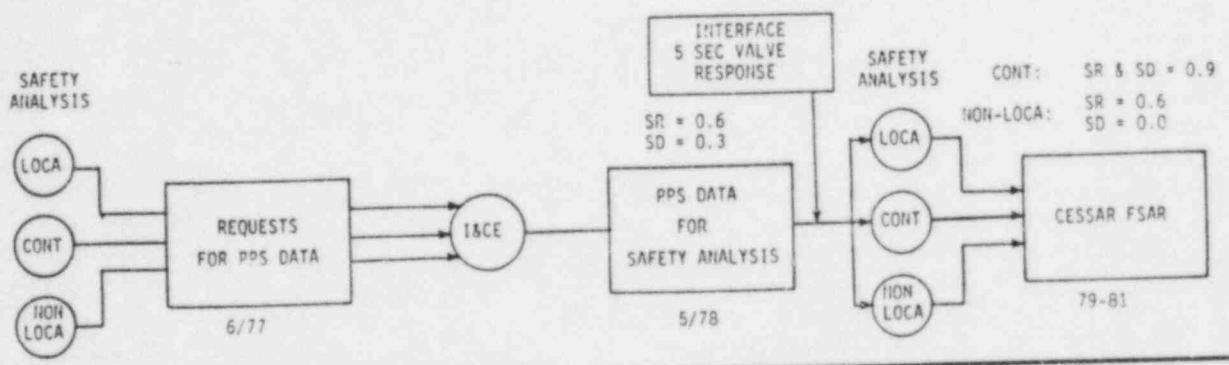 SAFETY
ANALYSIS
LOCA
CONT
NON
LOCA
REQUESTS
FOR PPS DATA
6/77
I&CE
INTERFACE
5 SEC VALVE
RESPONSE
SR = 0.6
SD = 0.3
PPS DATA
FOR
SAFETY ANALYSIS
5/78
SAFETY
ANALYSIS
LOCA
CONT
NON
LOCA
CONT: SR & SD = 0.9
NON-LOCA: SR = 0.6
SD = 0.0
CESSAR FSAR
79-81